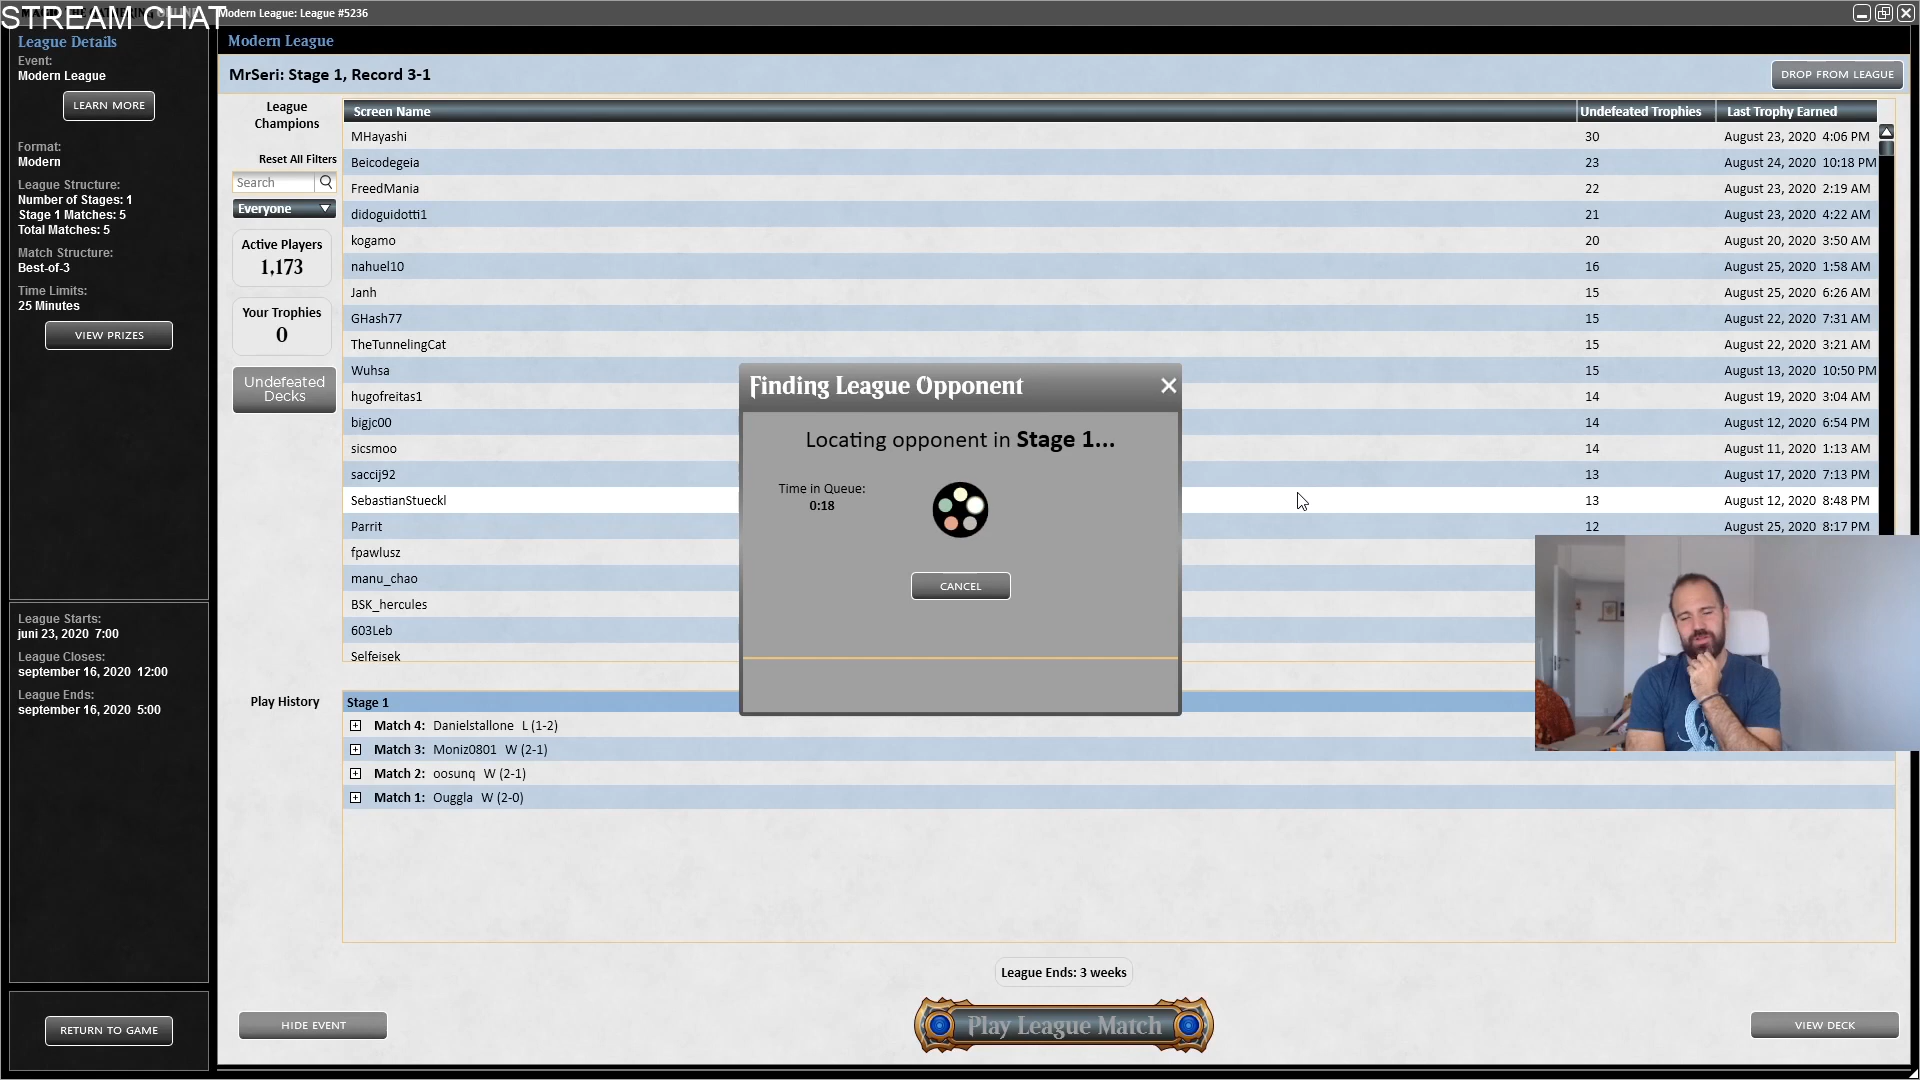 STREAM CHAT
Modern League: League #5236
League Details
Event:
Modern League
LEARN MORE
Format:
Modern
League Structure:
Number of Stages: 1
Stage 1 Matches: 5
Total Matches: 5
Match Structure:
Best-of-3
Time Limits:
25 Minutes
VIEW PRIZES
League Starts:
juni 23, 2020 7:00
League Closes:
september 16, 2020 12:00
League Ends:
september 16, 2020 5:00
RETURN TO GAME
Modern League
MrSeri: Stage 1, Record 3-1
DROP FROM LEAGUE
League
Champions
Reset All Filters
Search
Everyone
Active Players
1,173
Your Trophies
0
Undefeated
Decks
Screen Name Undefeated Trophies Last Trophy Earned
MHayashi 30 August 23, 2020 4:06 PM
Beicodegeia 23 August 24, 2020 10:18 PM
FreedMania 22 August 23, 2020 2:19 AM
didoguidotti1 21 August 23, 2020 4:22 AM
kogamo 20 August 20, 2020 3:50 AM
nahuel10 16 August 25, 2020 1:58 AM
Janh 15 August 25, 2020 6:26 AM
GHash77 15 August 22, 2020 7:31 AM
TheTunnelingCat 15 August 22, 2020 3:21 AM
Wuhsa 15 August 13, 2020 10:50 PM
hugofreitas1 14 August 19, 2020 3:04 AM
bigjc00 14 August 12, 2020 6:54 PM
sicsmoo 14 August 11, 2020 1:13 AM
saccij92 13 August 17, 2020 7:13 PM
SebastianStueckl 13 August 12, 2020 8:48 PM
Parrit 12 August 25, 2020 8:17 PM
fpawlusz
manu_chao
BSK_hercules
603Leb
Selfeisek
Finding League Opponent
Locating opponent in Stage 1...
Time in Queue:
0:18
CANCEL
Play History
Stage 1
Match 4: Danielstallone L (1-2)
Match 3: Moniz0801 W (2-1)
Match 2: oosunq W (2-1)
Match 1: Ouggla W (2-0)
League Ends: 3 weeks
HIDE EVENT
Play League Match
VIEW DECK